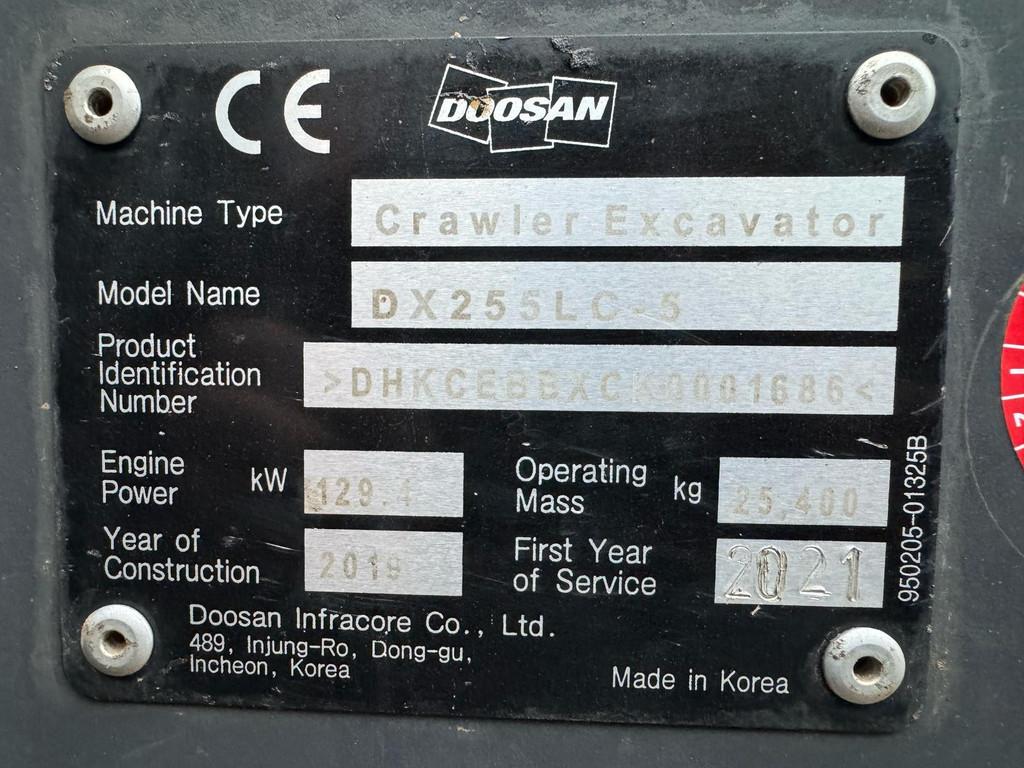 CE
DOOSAN
Machine Type Crawler Excavator
Model Name DX255LC-5
Product
Identification
Number
>DHKCEBBXCK0001686<
Engine
Power kW 129.4
Operating
Mass kg 25,400
Year of
Construction 2019
First Year
of Service 2021
950205-01325B
Doosan Infracore Co., Ltd.
489, Injung-Ro, Dong-gu,
Incheon, Korea
Made in Korea
1
2